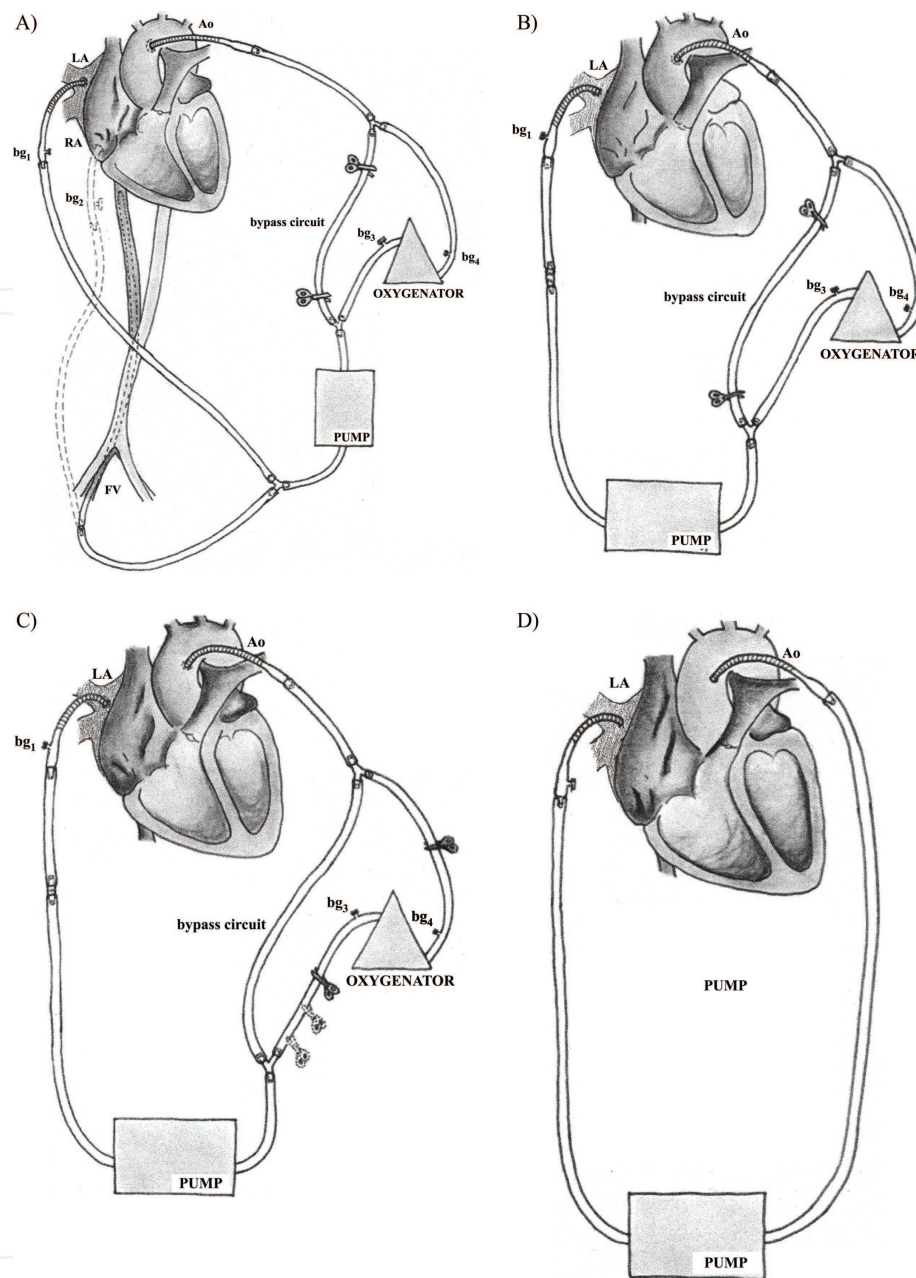 A)
Ao
LA
RA
bg1
bg2
bypass circuit
bg3
bg4
OXYGENATOR
PUMP
FV
B)
Ao
LA
bg1
bypass circuit
bg3
bg4
OXYGENATOR
PUMP
C)
Ao
LA
bg1
bypass circuit
bg3
bg4
OXYGENATOR
PUMP
D)
Ao
LA
PUMP
PUMP